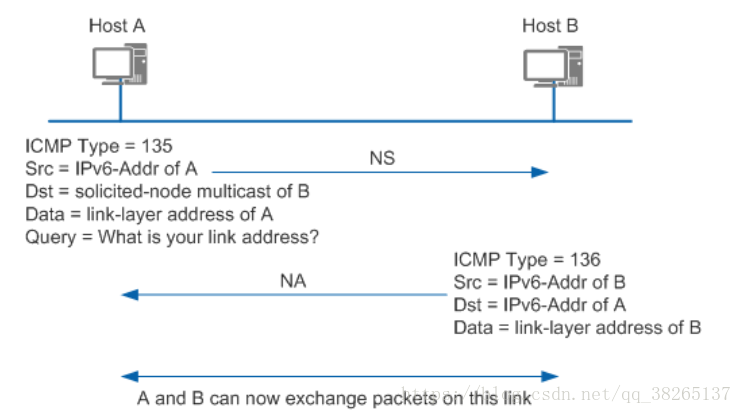 Host A
Host B
ICMP Type = 135
Src = IPv6-Addr of A
NS
Dst = solicited-node multicast of B
Data = link-layer address of A
Query = What is your link address?
ICMP Type = 136
NA
Src = IPv6-Addr of B
Dst = IPv6-Addr of A
Data = link-layer address of B
A and B can now exchange packets on this link
https://blog.csdn.net/qq_38265137